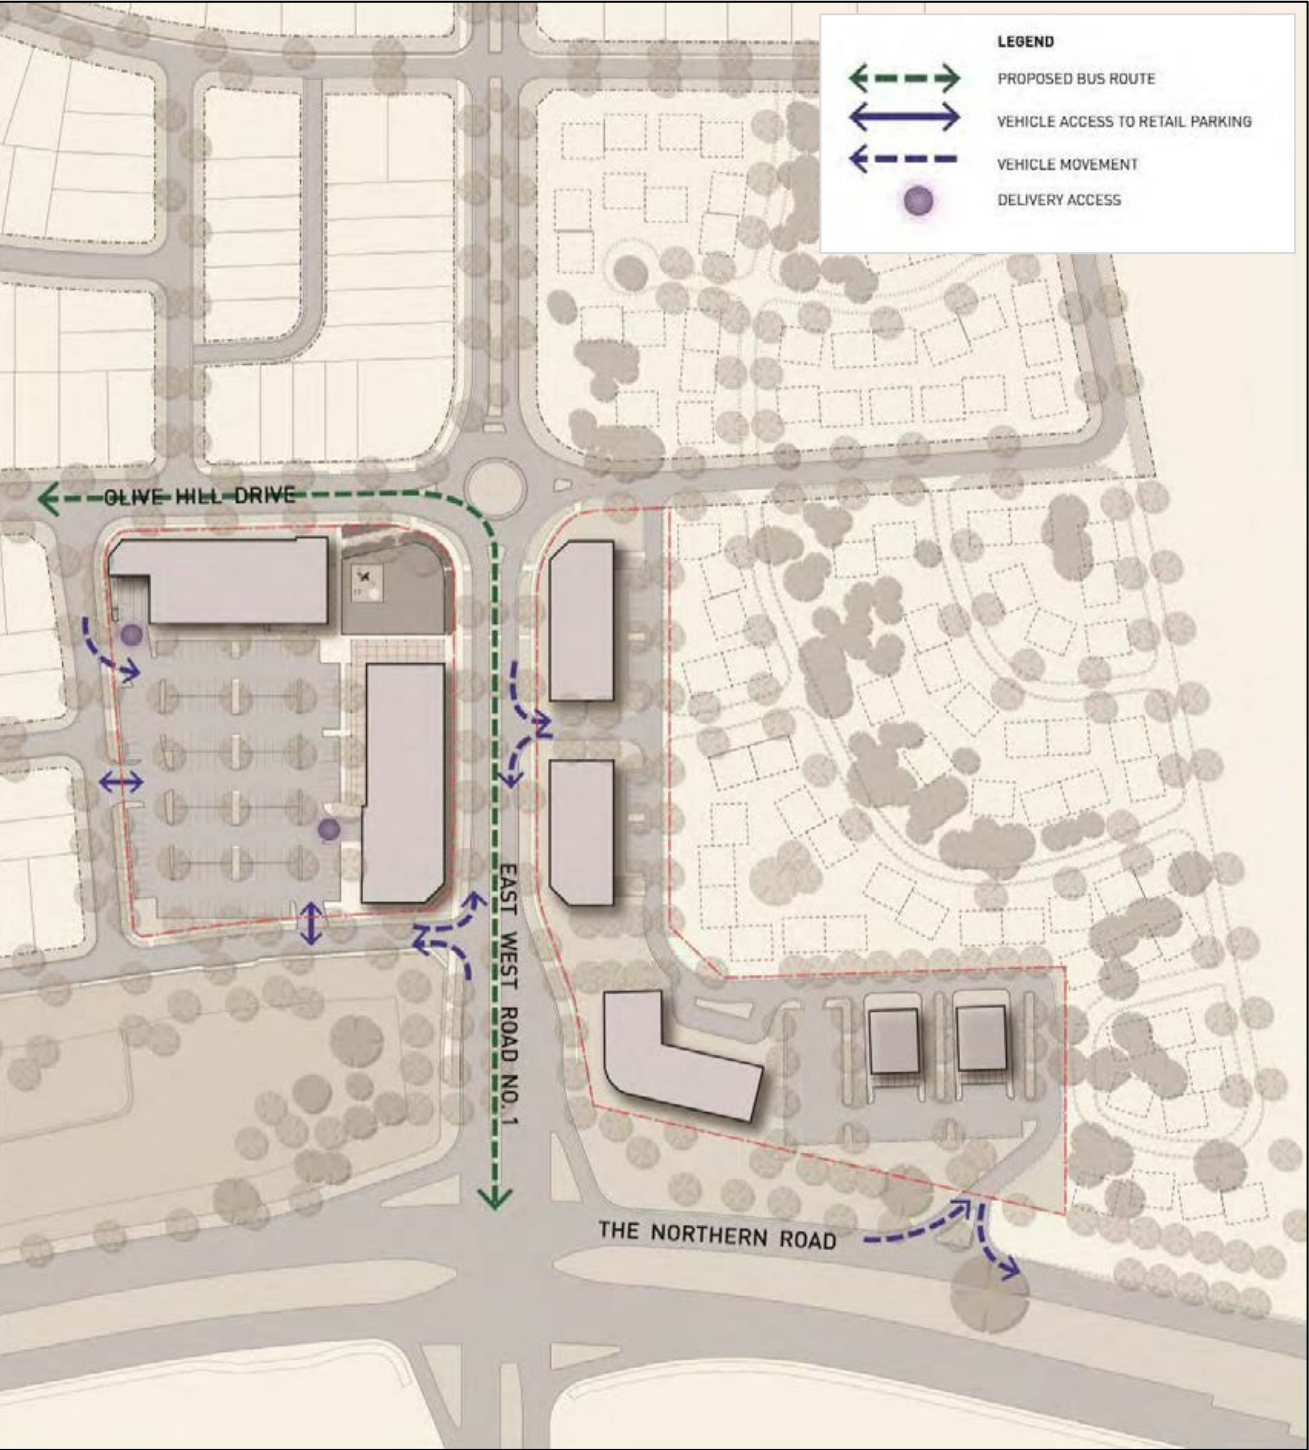 LEGEND
PROPOSED BUS ROUTE
VEHICLE ACCESS TO RETAIL PARKING
VEHICLE MOVEMENT
DELIVERY ACCESS
OLIVE HILL DRIVE
EAST WEST ROAD NO. 1
THE NORTHERN ROAD